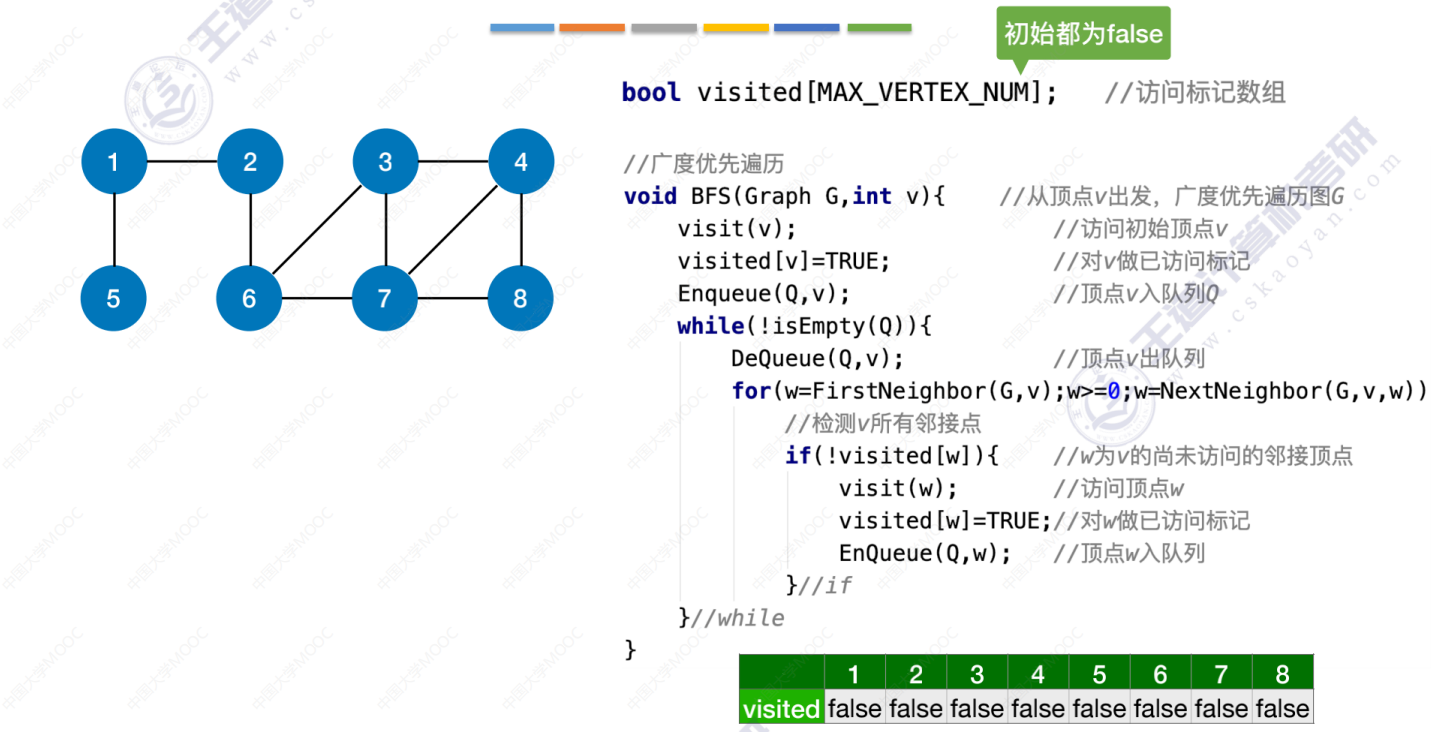 初始都为false
bool visited[MAX_VERTEX_NUM]; //访问标记数组
1 2 3 4
5 6 7 8
//广度优先遍历
void BFS(Graph G,int v){ //从顶点v出发，广度优先遍历图G
visit(v); //访问初始顶点v
visited[v]=TRUE; //对v做已访问标记
Enqueue(Q,v); //顶点v入队列Q
while(!isEmpty(Q)){
DeQueue(Q,v); //顶点v出队列
for(w=FirstNeighbor(G,v);w>=0;w=NextNeighbor(G,v,w))
//检测v所有邻接点
if(!visited[w]){ //w为v的尚未访问的邻接顶点
visit(w); //访问顶点w
visited[w]=TRUE;//对w做已访问标记
EnQueue(Q,w); //顶点w入队列
}//if
}//while
}
1 2 3 4 5 6 7 8
visited false false false false false false false false
王道计算机考研
www.cskaoyan.com
中国大学MOOC